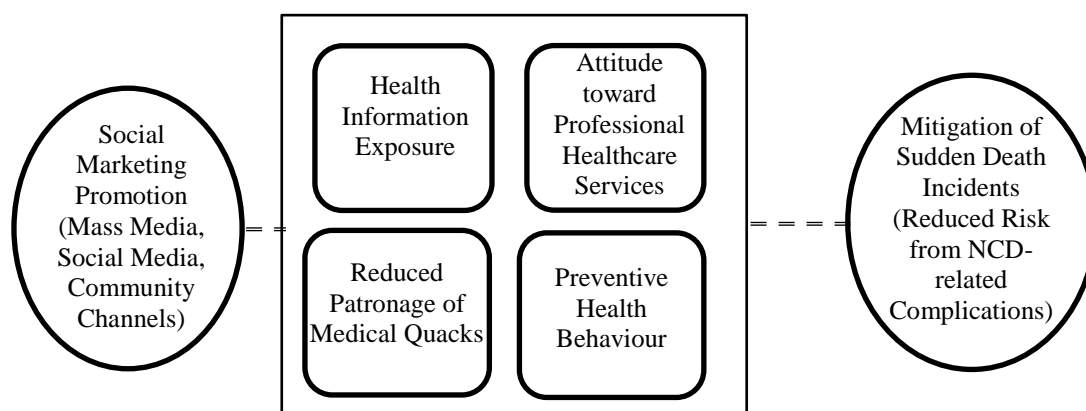 Social
Marketing
Promotion
(Mass Media,
Social Media,
Community
Channels)
Health
Information
Exposure
Attitude
toward
Professional
Healthcare
Services
Reduced
Patronage of
Medical Quacks
Preventive
Health
Behaviour
Mitigation of
Sudden Death
Incidents
(Reduced Risk
from NCD-
related
Complications)